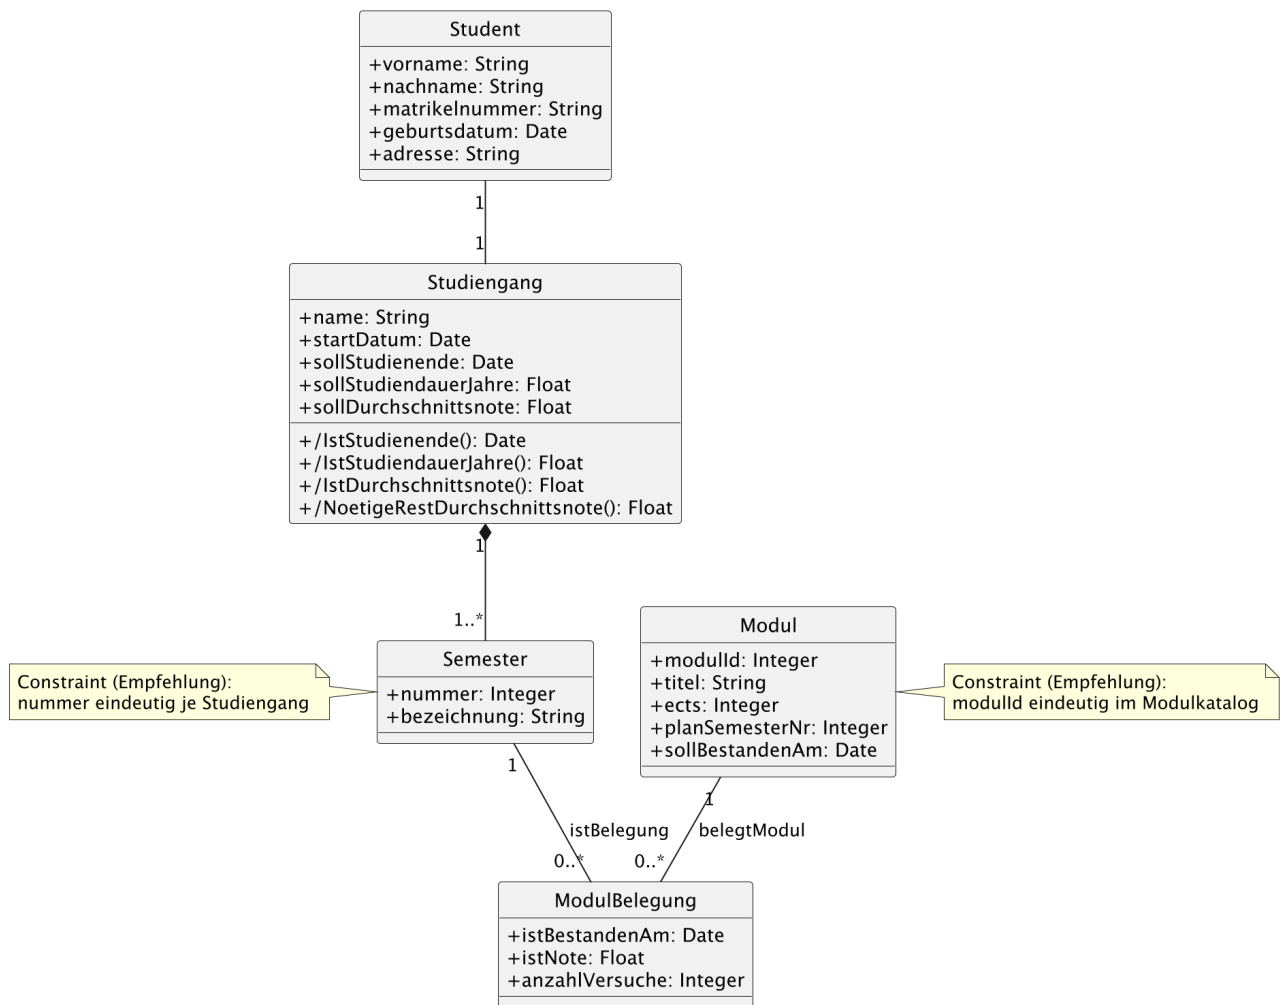 Student
+vorname: String
+nachname: String
+matrikelnummer: String
+geburtsdatum: Date
+adresse: String
1
1
Studiengang
+name: String
+startDatum: Date
+sollStudienende: Date
+sollStudiendauerJahre: Float
+sollDurchschnittsnote: Float
+/IstStudienende(): Date
+/IstStudiendauerJahre(): Float
+/IstDurchschnittsnote(): Float
+/NoetigeRestDurchschnittsnote(): Float
1
1..*
Constraint (Empfehlung):
nummer eindeutig je Studiengang
Semester
+nummer: Integer
+bezeichnung: String
Modul
+modulId: Integer
+titel: String
+ects: Integer
+planSemesterNr: Integer
+sollBestandenAm: Date
Constraint (Empfehlung):
modulId eindeutig im Modulkatalog
1
1
istBelegung
belegtModul
0..*
0..*
ModulBelegung
+istBestandenAm: Date
+istNote: Float
+anzahlVersuche: Integer